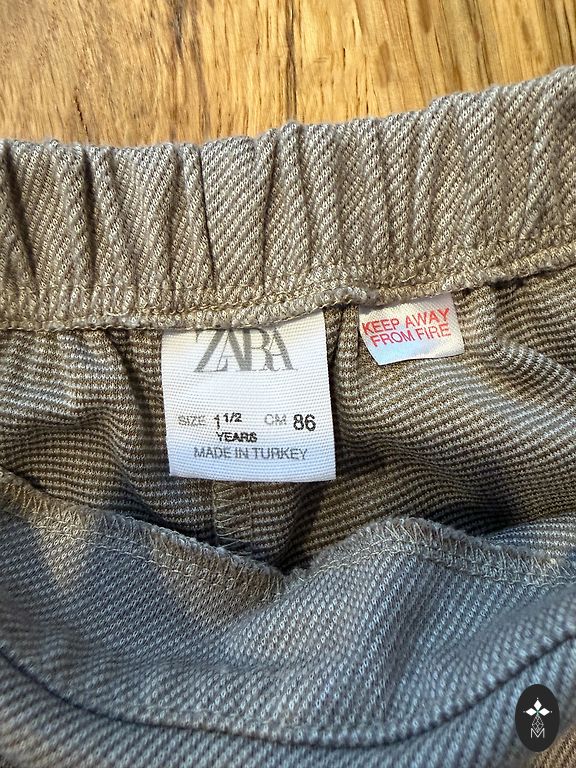 ZARA
SIZE 1 1/2 CM 86
YEARS
MADE IN TURKEY
KEEP AWAY
FROM FIRE
M